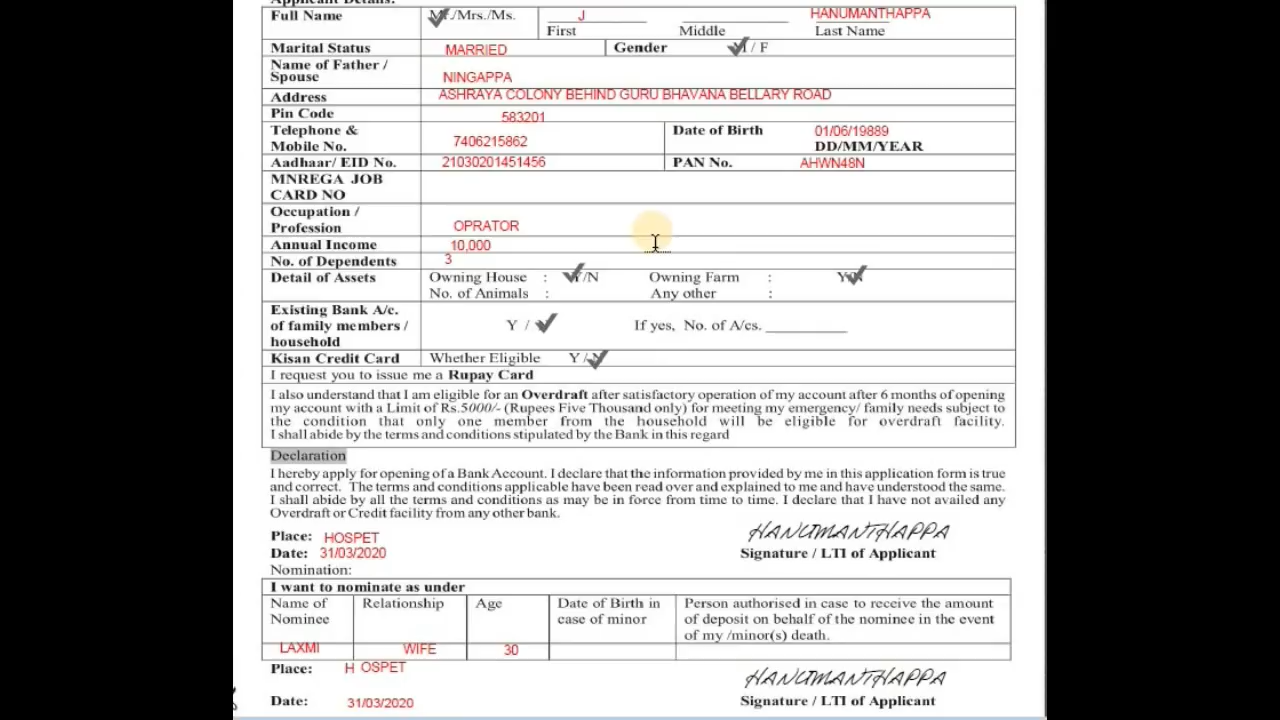 Applicant Details:
Full Name Mr./Mrs./Ms. J HANUMANTHAPPA
First Middle Last Name
Marital Status MARRIED Gender M / F
Name of Father /
Spouse NINGAPPA
Address ASHRAYA COLONY BEHIND GURU BHAVANA BELLARY ROAD
Pin Code 583201
Telephone & Mobile No. 7406215862 Date of Birth 01/06/19889
DD/MM/YEAR
Aadhaar/ EID No. 21030201451456 PAN No. AHWN48N
MNREGA JOB
CARD NO
Occupation /
Profession OPRATOR
Annual Income 10,000
No. of Dependents 3
Detail of Assets Owning House : Y/N Owning Farm : Y/N
No. of Animals : Any other :
Existing Bank A/c.
of family members / Y / If yes, No. of A/cs. ________
household
Kisan Credit Card Whether Eligible Y / N
I request you to issue me a Rupay Card
I also understand that I am eligible for an Overdraft after satisfactory operation of my account after 6 months of opening
my account with a Limit of Rs.5000/- (Rupees Five Thousand only) for meeting my emergency/ family needs subject to
the condition that only one member from the household will be eligible for overdraft facility.
I shall abide by the terms and conditions stipulated by the Bank in this regard
Declaration
I hereby apply for opening of a Bank Account. I declare that the information provided by me in this application form is true
and correct. The terms and conditions applicable have been read over and explained to me and have understood the same.
I shall abide by all the terms and conditions as may be in force from time to time. I declare that I have not availed any
Overdraft or Credit facility from any other bank.
Place: HOSPET HANUMANTHAPPA
Date: 31/03/2020 Signature / LTI of Applicant
Nomination:
I want to nominate as under
Name of Relationship Age Date of Birth in Person authorised in case to receive the amount
Nominee case of minor of deposit on behalf of the nominee in the event
of my /minor(s) death.
LAXMI WIFE 30
Place: H OSPET HANUMANTHAPPA
Date: 31/03/2020 Signature / LTI of Applicant